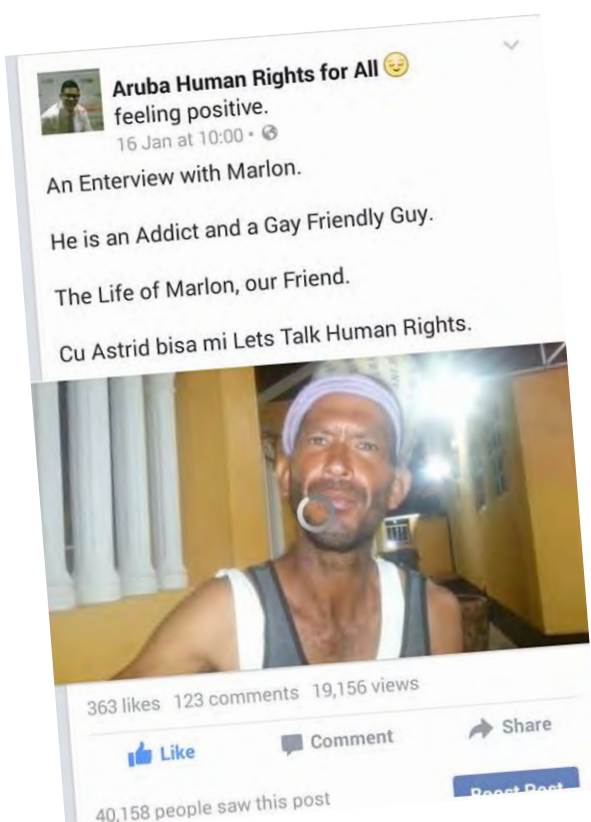 Aruba Human Rights for All
feeling positive.
16 Jan at 10:00
An Enterview with Marlon.
He is an Addict and a Gay Friendly Guy.
The Life of Marlon, our Friend.
Cu Astrid bisa mi Lets Talk Human Rights.
363 likes 123 comments 19,156 views
Like Comment Share
40,158 people saw this post
Boost Post